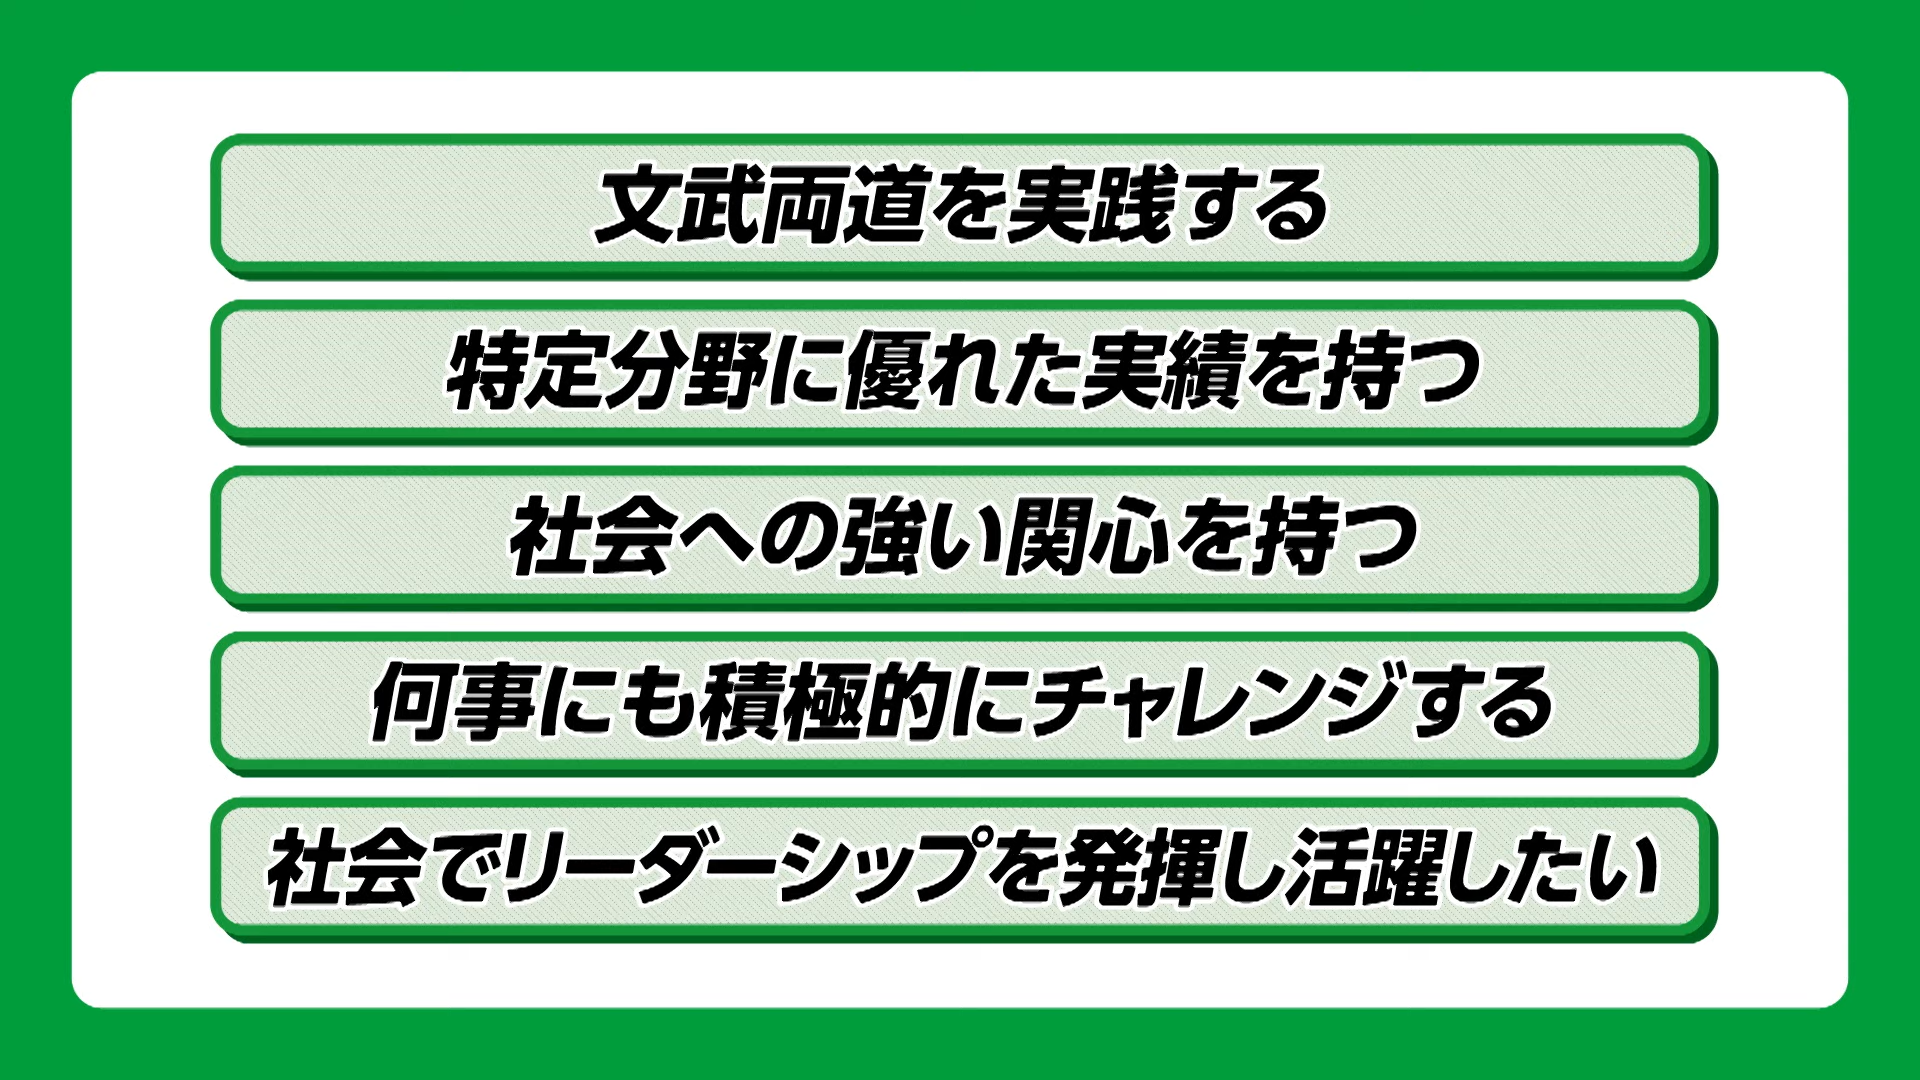 文武両道を実践する
特定分野に優れた実績を持つ
社会への強い関心を持つ
何事にも積極的にチャレンジする
社会でリーダーシップを発揮し活躍したい